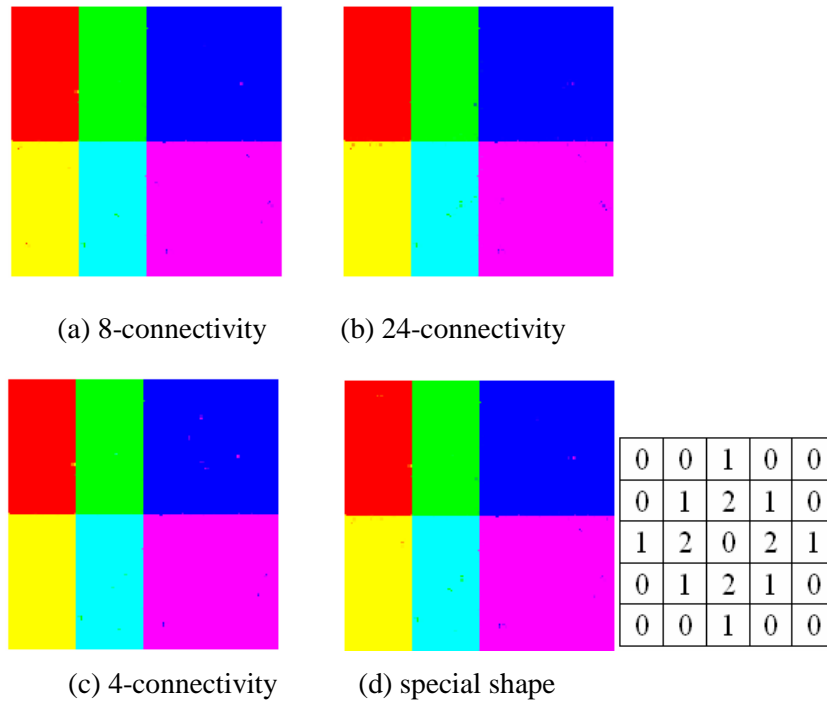 (a) 8-connectivity
(b) 24-connectivity
0 0 1 0 0
0 1 2 1 0
1 2 0 2 1
0 1 2 1 0
0 0 1 0 0
(c) 4-connectivity
(d) special shape